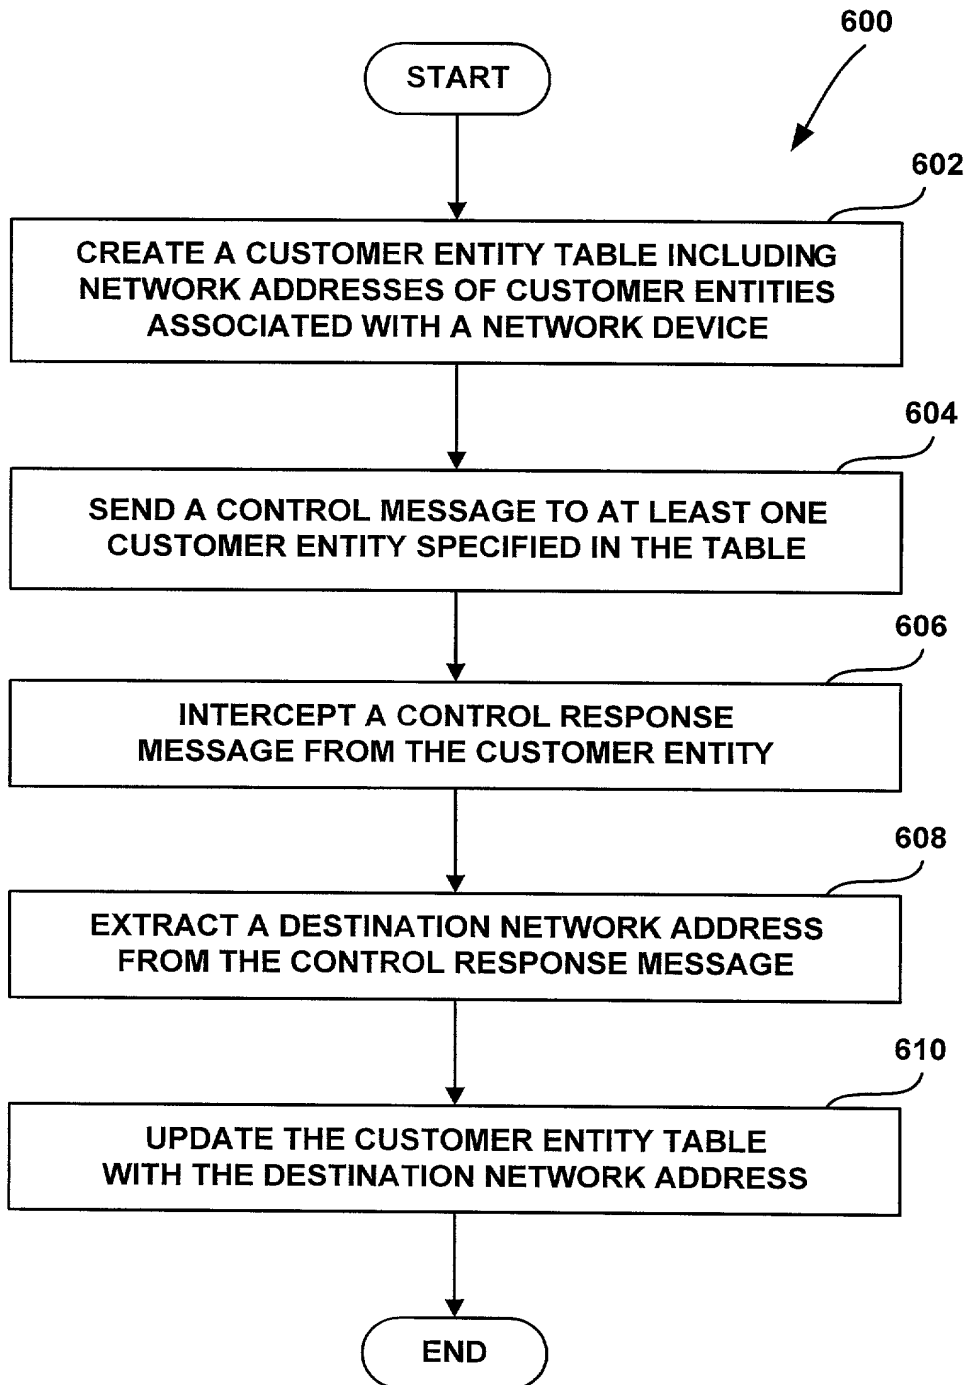 600
START
602
CREATE A CUSTOMER ENTITY TABLE INCLUDING
NETWORK ADDRESSES OF CUSTOMER ENTITIES
ASSOCIATED WITH A NETWORK DEVICE
604
SEND A CONTROL MESSAGE TO AT LEAST ONE
CUSTOMER ENTITY SPECIFIED IN THE TABLE
606
INTERCEPT A CONTROL RESPONSE
MESSAGE FROM THE CUSTOMER ENTITY
608
EXTRACT A DESTINATION NETWORK ADDRESS
FROM THE CONTROL RESPONSE MESSAGE
610
UPDATE THE CUSTOMER ENTITY TABLE
WITH THE DESTINATION NETWORK ADDRESS
END